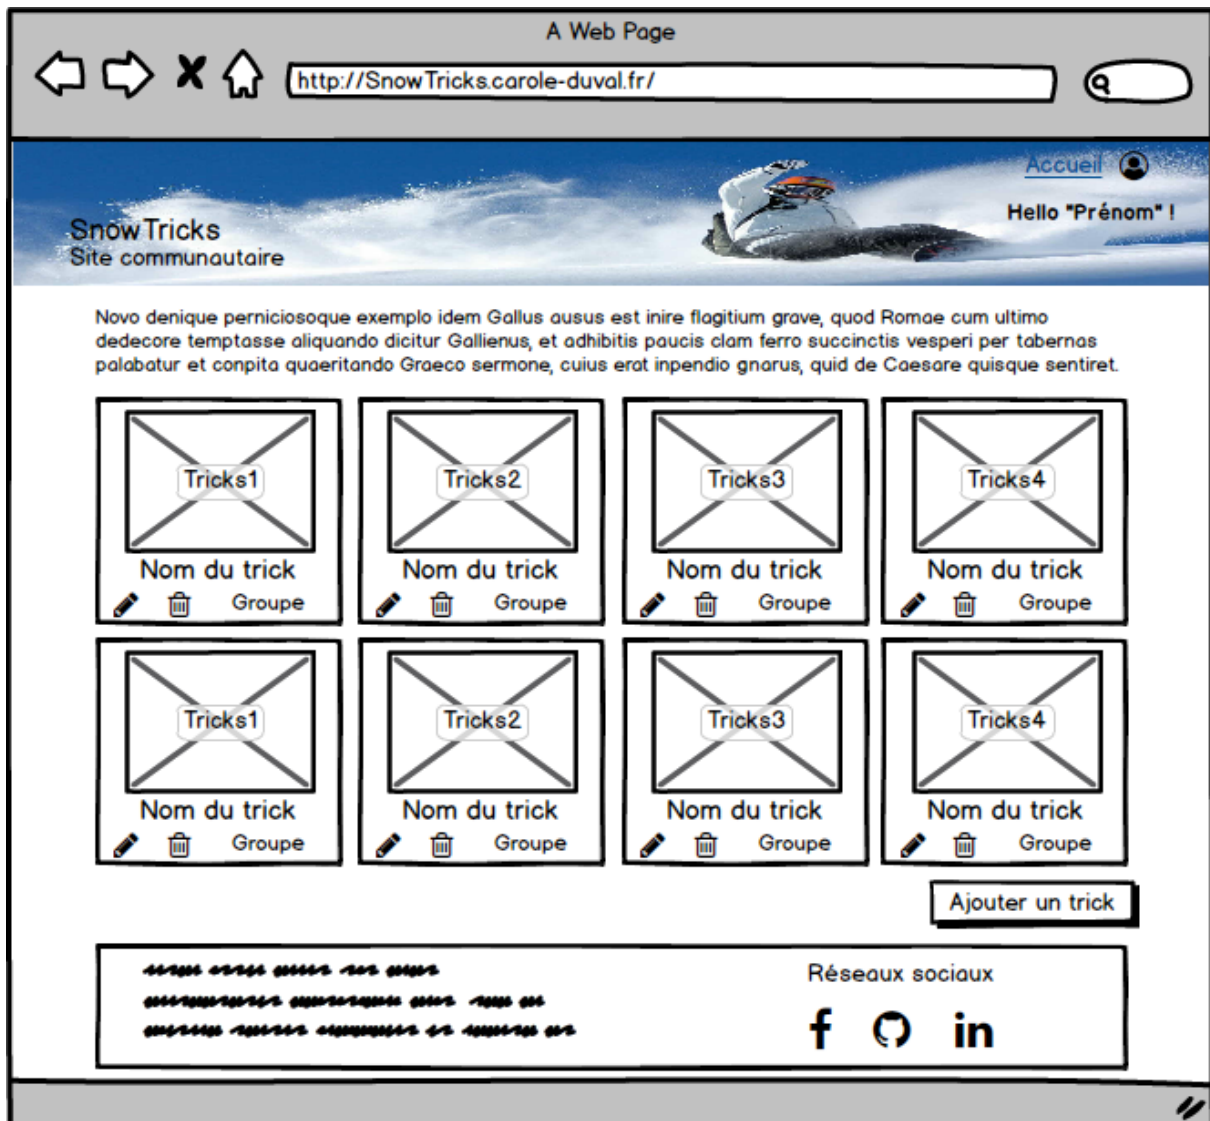 A Web Page
http://SnowTricks.carole-duval.fr/
Accueil
Hello "Prénom" !
SnowTricks
Site communautaire
Novo denique perniciosoque exemplo idem Gallus ausus est inire flagitium grave, quod Romae cum ultimo
dedecore temptasse aliquando dicitur Gallienus, et adhibitis paucis clam ferro succinctis vesperi per tabernas
palabatur et conpita quaeritando Graeco sermone, cuius erat inpendio gnarus, quid de Caesare quisque sentiret.
Tricks1 Tricks2 Tricks3 Tricks4
Nom du trick Nom du trick Nom du trick Nom du trick
Groupe Groupe Groupe Groupe
Tricks1 Tricks2 Tricks3 Tricks4
Nom du trick Nom du trick Nom du trick Nom du trick
Groupe Groupe Groupe Groupe
Ajouter un trick
Réseaux sociaux
f in